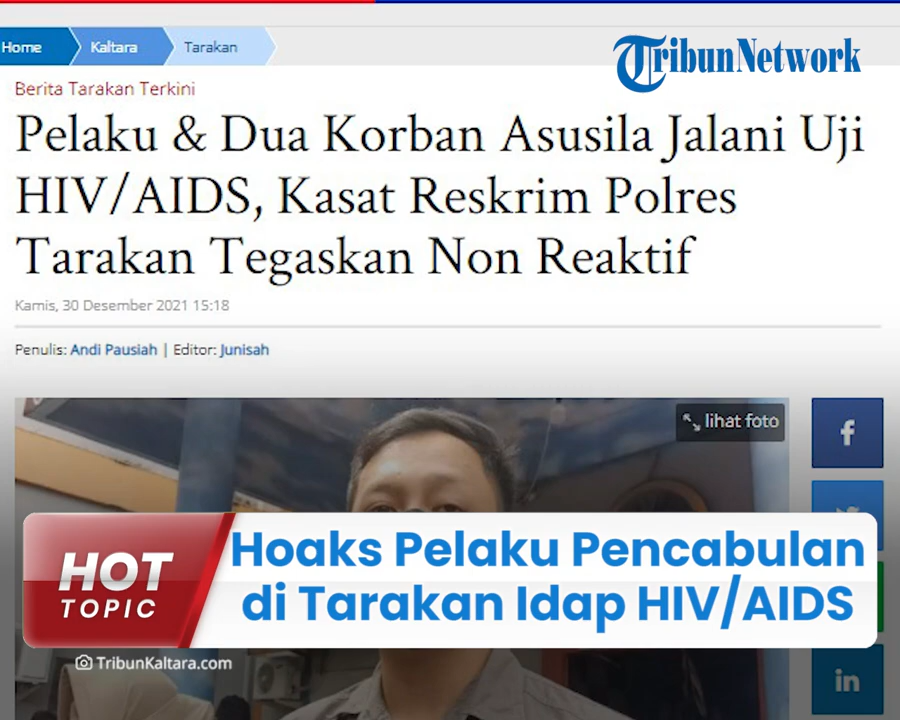 Home Kaltara Tarakan
TribunNetwork
Berita Tarakan Terkini
Pelaku & Dua Korban Asusila Jalani Uji
HIV/AIDS, Kasat Reskrim Polres
Tarakan Tegaskan Non Reaktif
Kamis, 30 Desember 2021 15:18
Penulis: Andi Pausiah | Editor: Junisah
lihat foto
f
HOT
TOPIC
Hoaks Pelaku Pencabulan
di Tarakan Idap HIV/AIDS
TribunKaltara.com
in